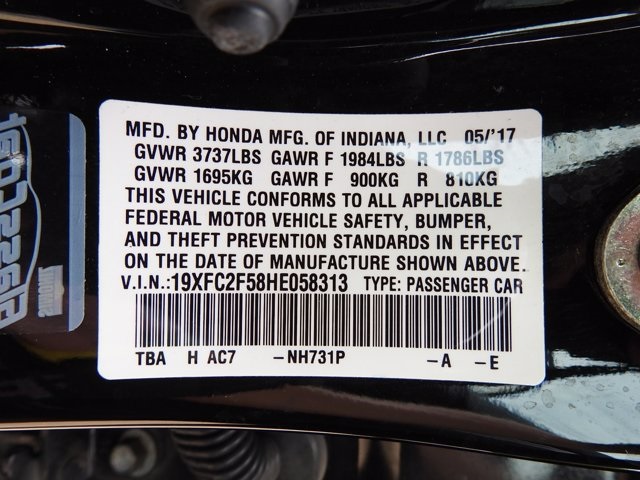 MFD. BY HONDA MFG. OF INDIANA, LLC 05/'17
GVWR 3737LBS GAWR F 1984LBS R 1786LBS
GVWR 1695KG GAWR F 900KG R 810KG
THIS VEHICLE CONFORMS TO ALL APPLICABLE
FEDERAL MOTOR VEHICLE SAFETY, BUMPER,
AND THEFT PREVENTION STANDARDS IN EFFECT
ON THE DATE OF MANUFACTURE SHOWN ABOVE.
V.I.N.:19XFC2F58HE058313 TYPE: PASSENGER CAR
TBA H AC7 -NH731P -A -E